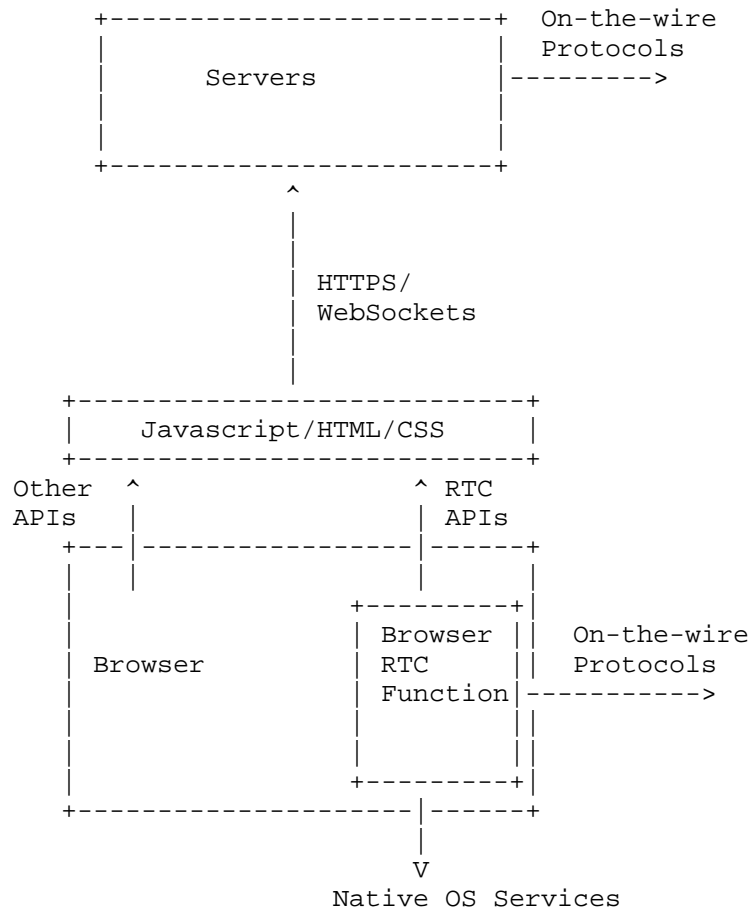 On-the-wire
Protocols
Servers
HTTPS/
WebSockets
Javascript/HTML/CSS
Other RTC
APIs APIs
Browser On-the-wire
Browser RTC Protocols
Function
Native OS Services